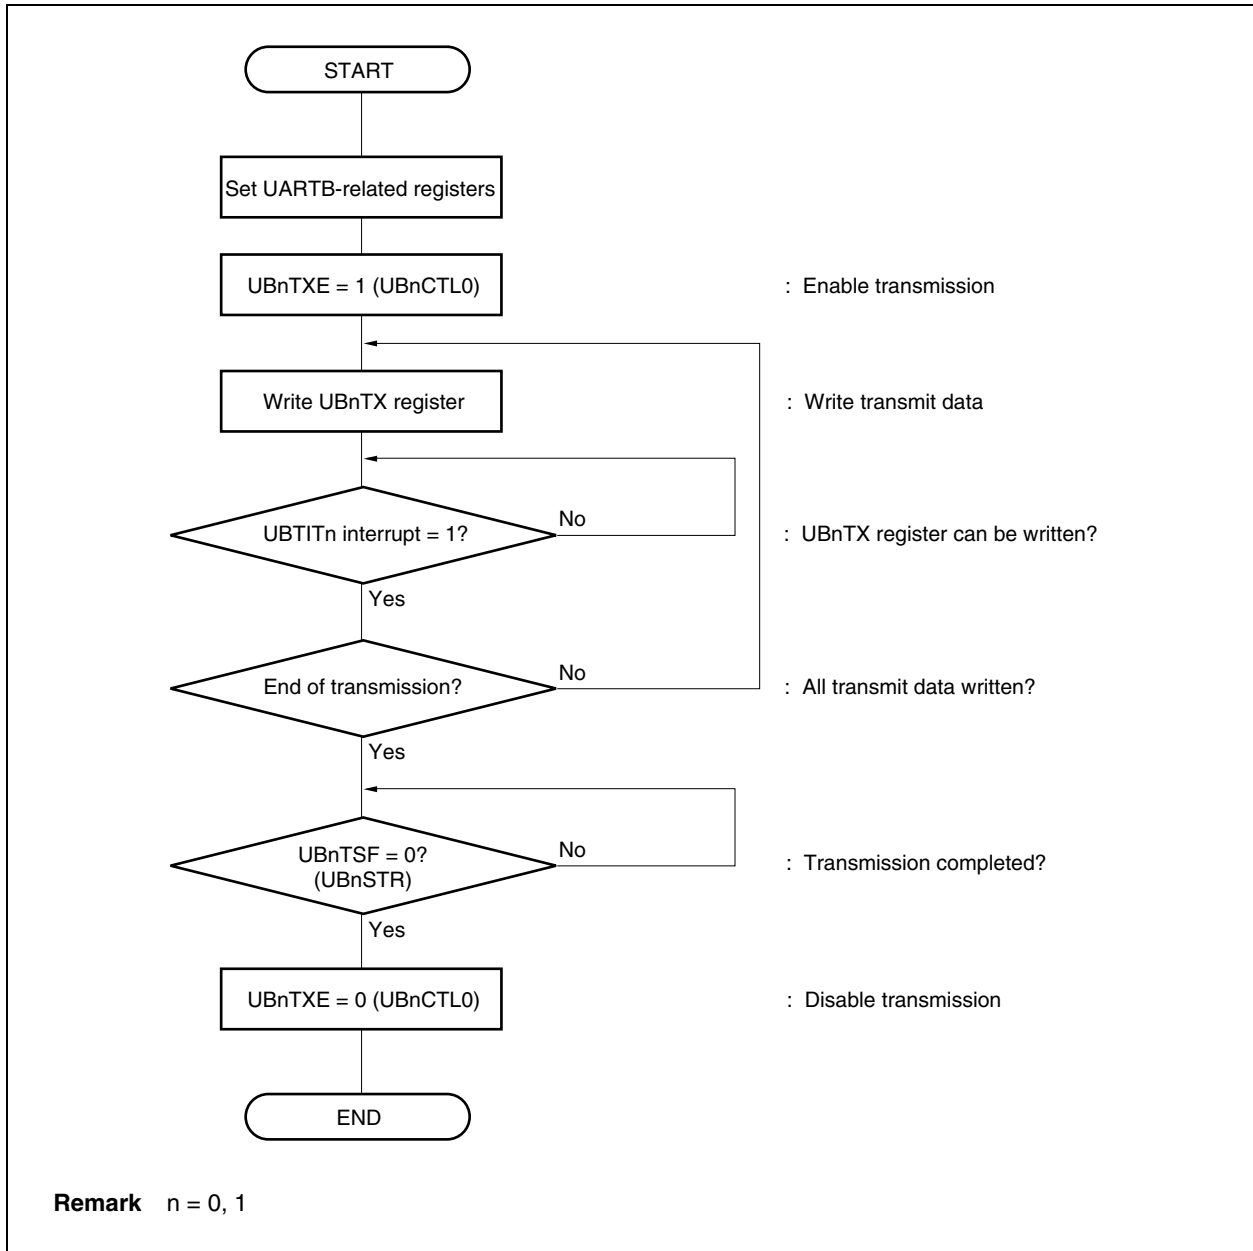 START
Set UARTB-related registers
UBnTXE = 1 (UBnCTL0)
: Enable transmission
Write UBnTX register
: Write transmit data
UBTITn interrupt = 1?
No
: UBnTX register can be written?
Yes
End of transmission?
No
: All transmit data written?
Yes
UBnTSF = 0?
(UBnSTR)
No
: Transmission completed?
Yes
UBnTXE = 0 (UBnCTL0)
: Disable transmission
END
Remark n = 0, 1